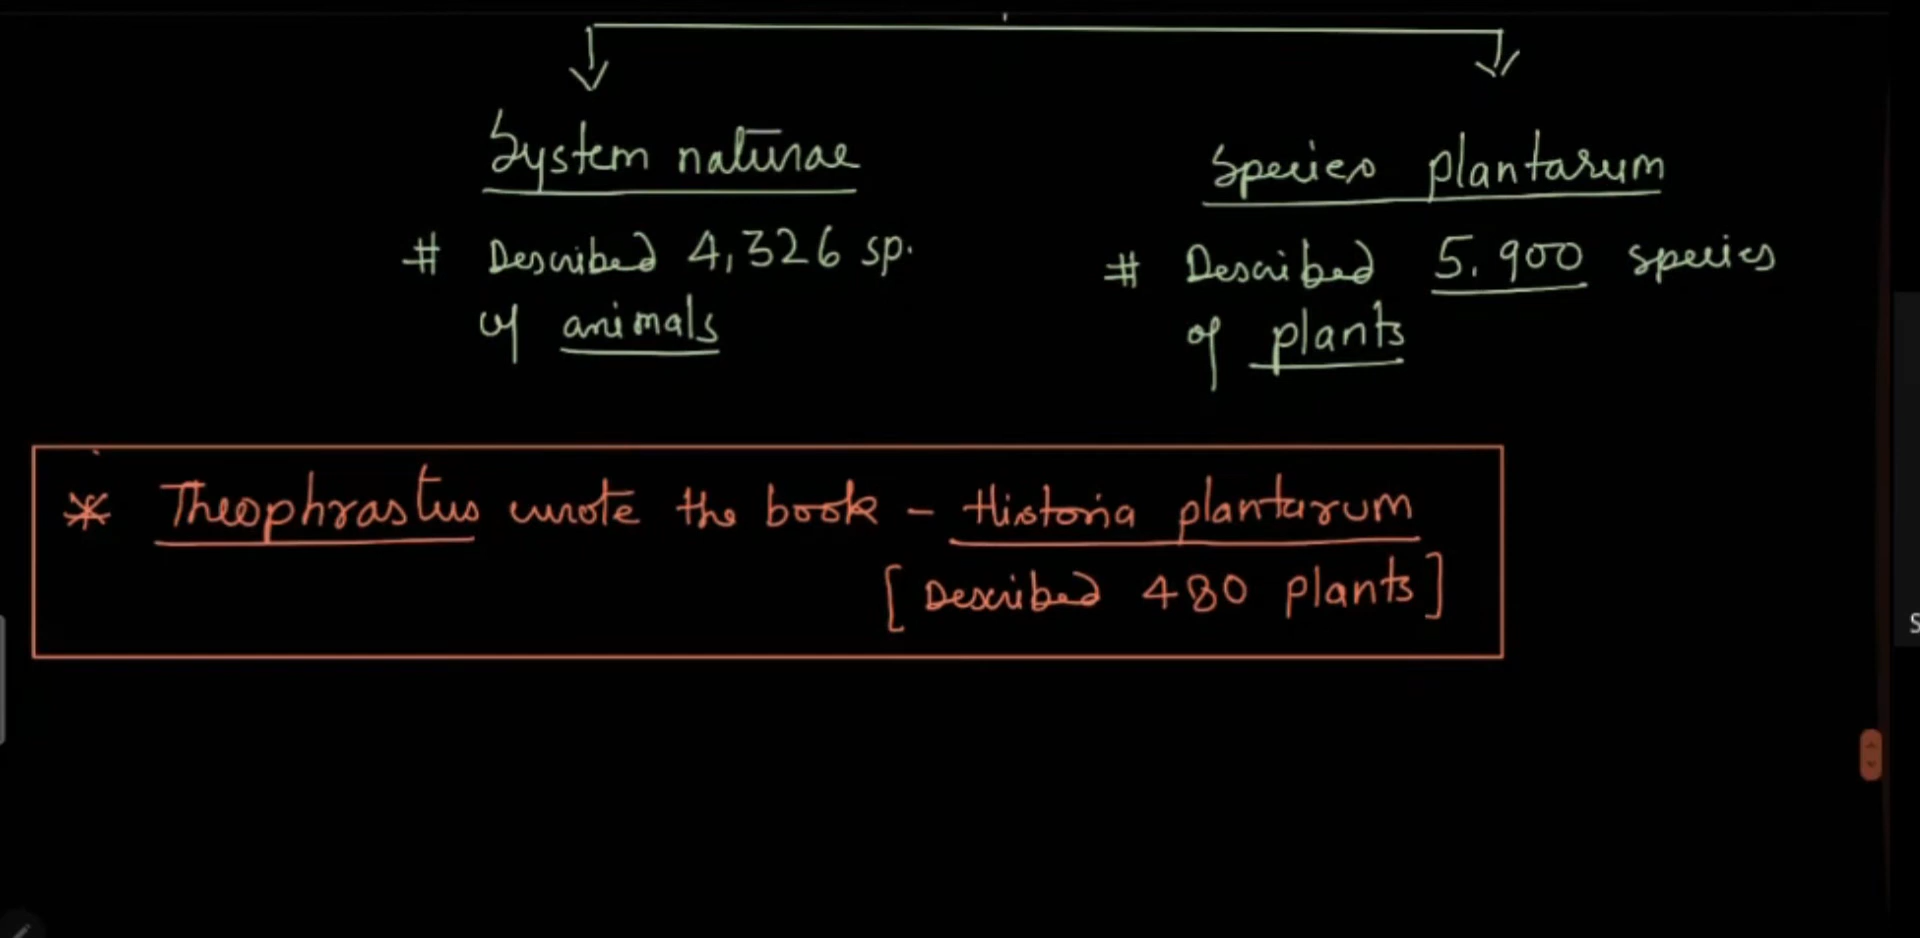 System naturae
Species plantarum
# Described 4,326 sp.
of animals
# Described 5.900 species
of plants
* Theophrastus wrote the book - Historia plantarum
[Described 480 plants]
S